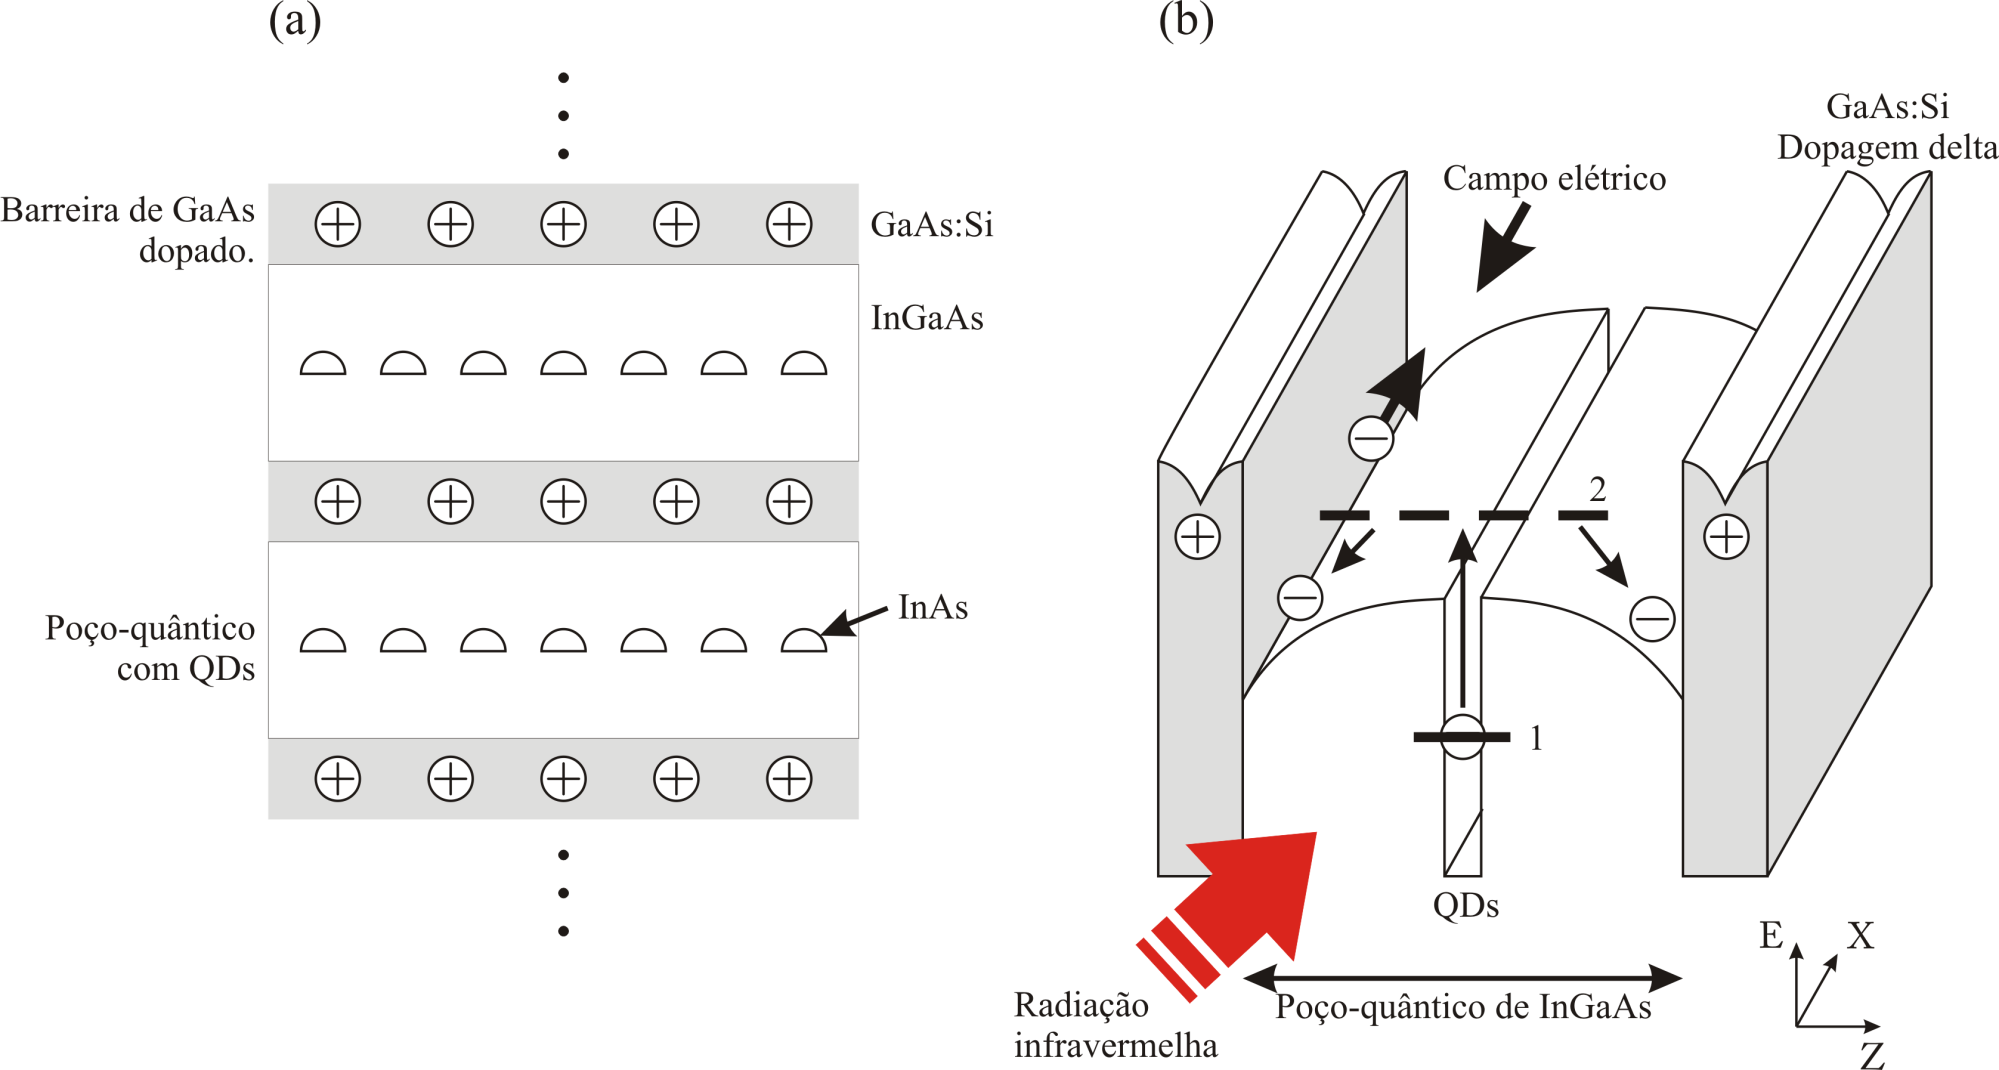 (a)
Barreira de GaAs
dopado.
GaAs:Si
InGaAs
InAs
Poço-quântico
com QDs
(b)
GaAs:Si
Dopagem delta
Campo elétrico
2
1
QDs
Radiação
infravermelha
Poço-quântico de InGaAs
E
X
Z